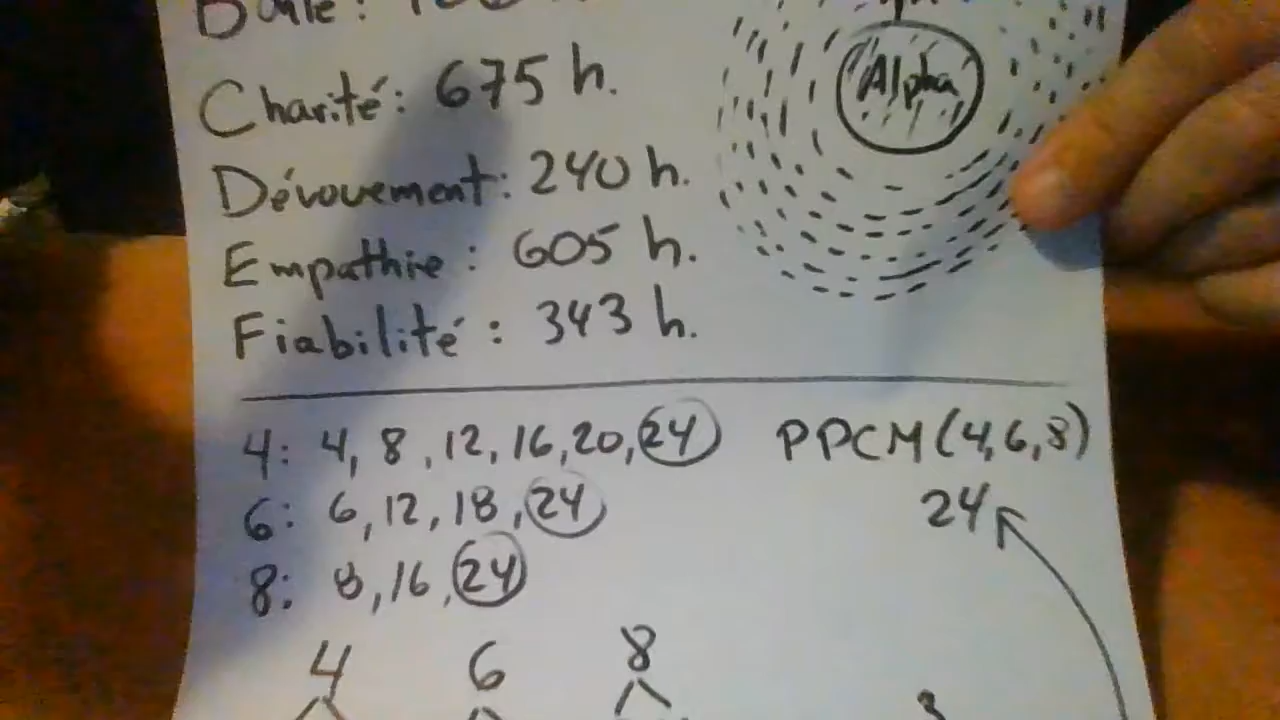 Charité: 675 h.
Alpha
Dévouement: 240 h.
Empathie: 605 h.
Fiabilité: 343 h.
4: 4, 8, 12, 16, 20, 24
PPCM(4,6,8)
6: 6, 12, 18, 24
24
8: 8, 16, 24
4 6 8
3